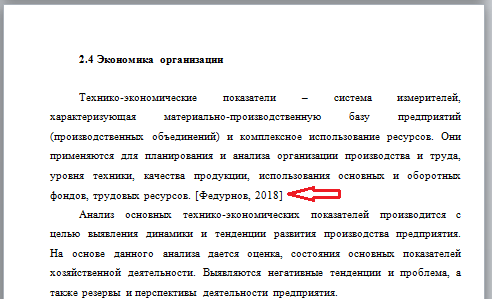 2.4 Экономика организации
Технико-экономические показатели – система измерителей,
характеризующая материально-производственную базу предприятий
(производственных объединений) и комплексное использование ресурсов. Они
применяются для планирования и анализа организации производства и труда,
уровня техники, качества продукции, использования основных и оборотных
фондов, трудовых ресурсов. [Федурнов, 2018]
Анализ основных технико-экономических показателей производится с
целью выявления динамики и тенденции развития производства предприятия.
На основе данного анализа дается оценка, состояния основных показателей
хозяйственной деятельности. Выявляются негативные тенденции и проблема, а
также резервы и перспективы деятельности предприятия.